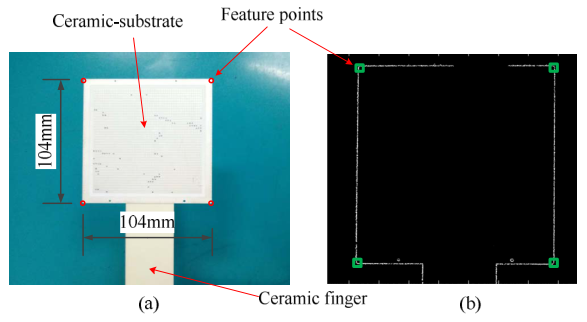 Feature points
Ceramic-substrate
104mm
104mm
Ceramic finger
(a)
(b)